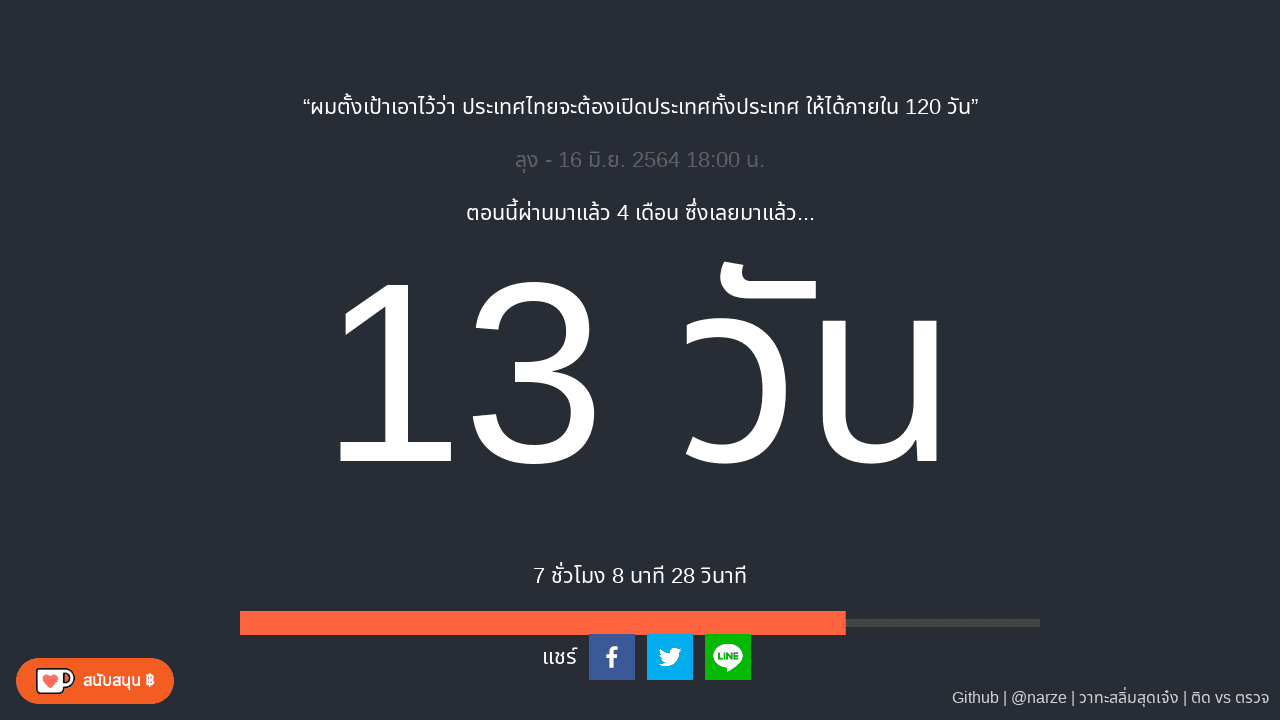 “ผมตั้งเป้าเอาไว้ว่า ประเทศไทยจะต้องเปิดประเทศทั้งประเทศ ให้ได้ภายใน 120 วัน”
ลุง - 16 มิ.ย. 2564 18:00 น.
ตอนนี้ผ่านมาแล้ว 4 เดือน ซึ่งเลยมาแล้ว...
13 วัน
7 ชั่วโมง 8 นาที 28 วินาที
แชร์
LINE
สนับสนุน ฿
Github | @narze | วาทะสลิ่มสุดเจ๋ง | ติด vs ตรวจ